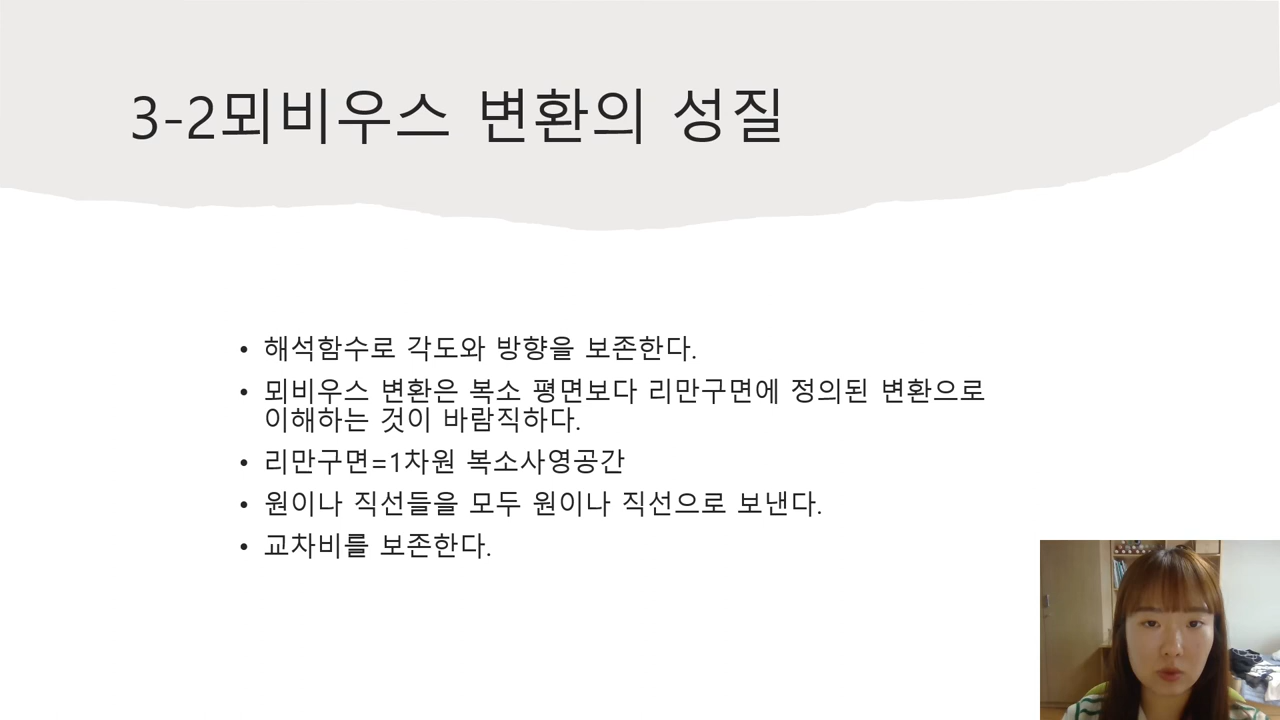 3-2뫼비우스 변환의 성질
• 해석함수로 각도와 방향을 보존한다.
• 뫼비우스 변환은 복소 평면보다 리만구면에 정의된 변환으로
이해하는 것이 바람직하다.
• 리만구면=1차원 복소사영공간
• 원이나 직선들을 모두 원이나 직선으로 보낸다.
• 교차비를 보존한다.